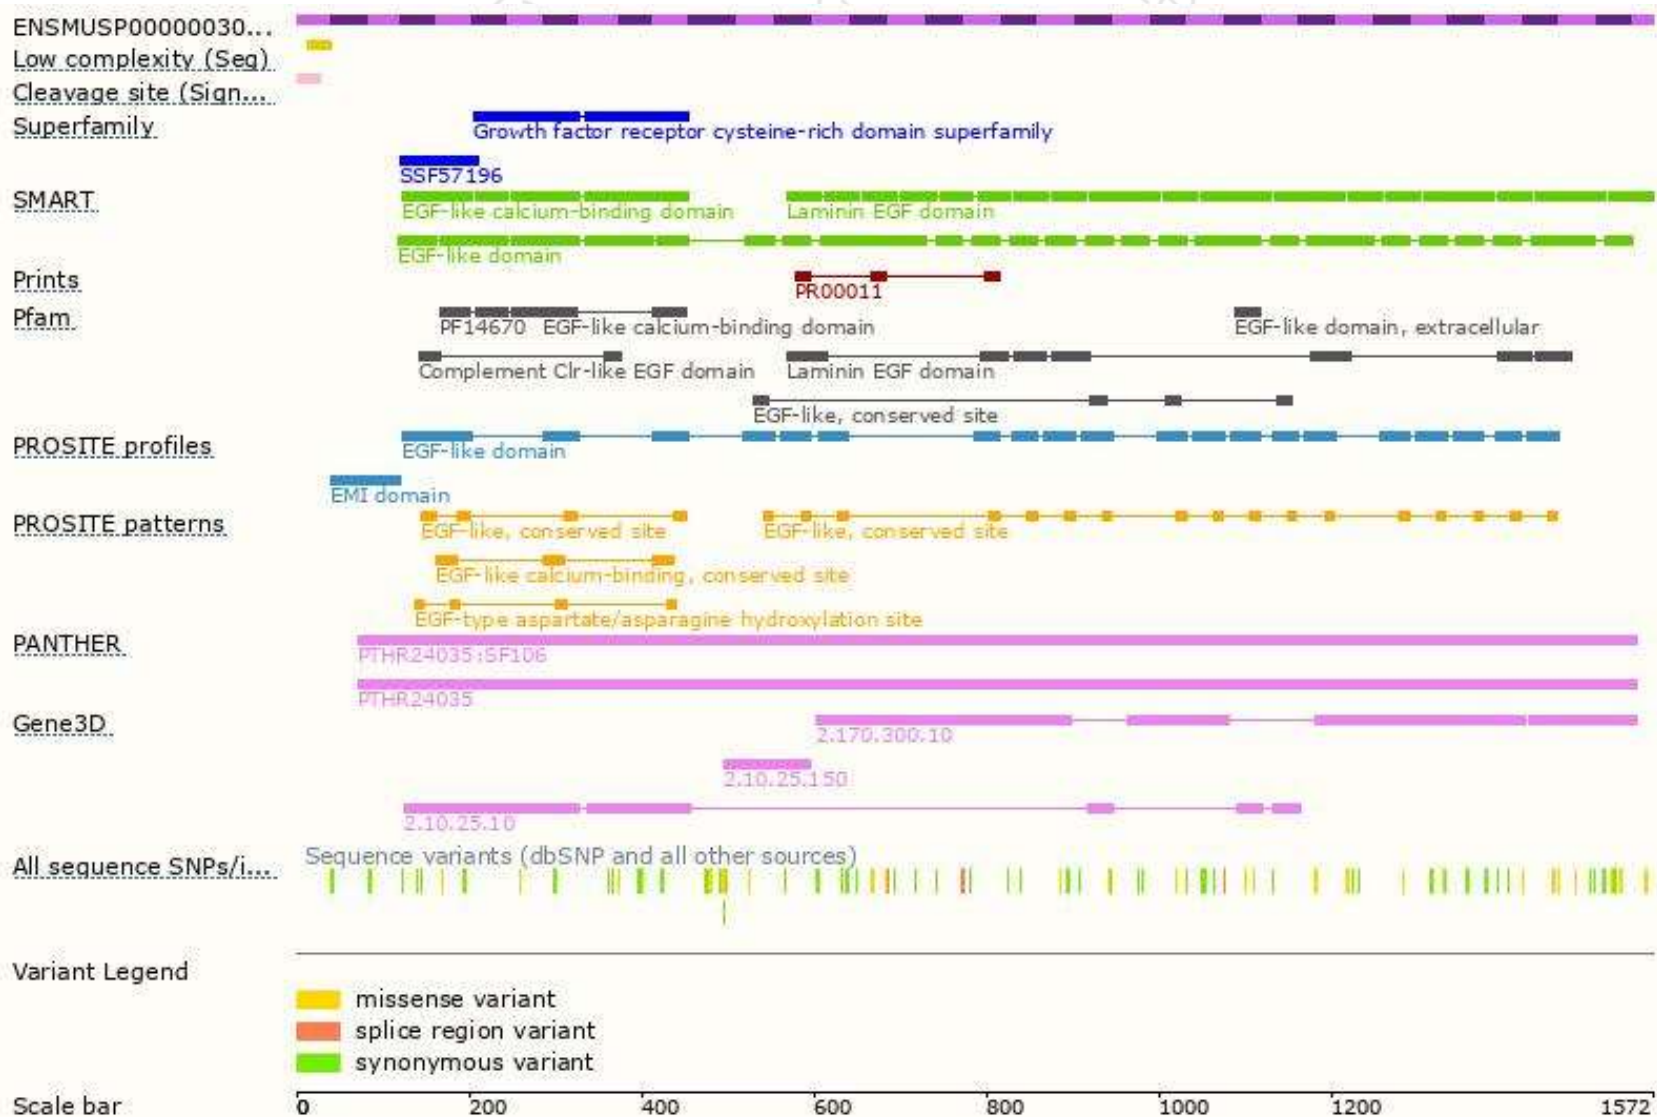 ENSMUSP00000030...
Low complexity (Seg)
Cleavage site (Sign...
Superfamily
Growth factor receptor cysteine-rich domain superfamily
SSF57196
SMART
EGF-like calcium-binding domain Laminin EGF domain
EGF-like domain
Prints
PR00011
Pfam
PF14670 EGF-like calcium-binding domain EGF-like domain, extracellular
Complement Clr-like EGF domain Laminin EGF domain
EGF-like, conserved site
PROSITE profiles
EGF-like domain
EMI domain
PROSITE patterns
EGF-like, conserved site EGF-like, conserved site
EGF-like calcium-binding, conserved site
EGF-type aspartate/asparagine hydroxylation site
PANTHER
PTHR24035:SF106
PTHR24035
Gene3D
2.170.300.10
2.10.25.150
2.10.25.10
All sequence SNPs/i...
Sequence variants (dbSNP and all other sources)
Variant Legend
missense variant
splice region variant
synonymous variant
Scale bar 0 200 400 600 800 1000 1200 1572